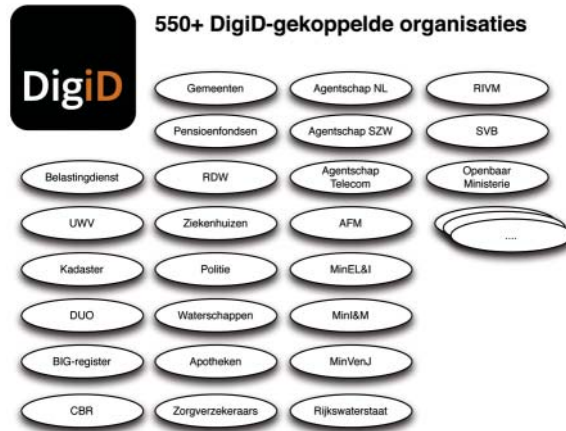 550+ DigiD-gekoppelde organisaties
DigiD
Gemeenten
Agentschap NL
RIVM
Pensioenfondsen
Agentschap SZW
SVB
Belastingdienst
RDW
Agentschap
Telecom
Openbaar
Ministerie
UWV
Ziekenhuizen
AFM
....
Kadaster
Politie
MinEL&I
DUO
Waterschappen
MinI&M
BIG-register
Apotheken
MinVenJ
CBR
Zorgverzekeraars
Rijkswaterstaat